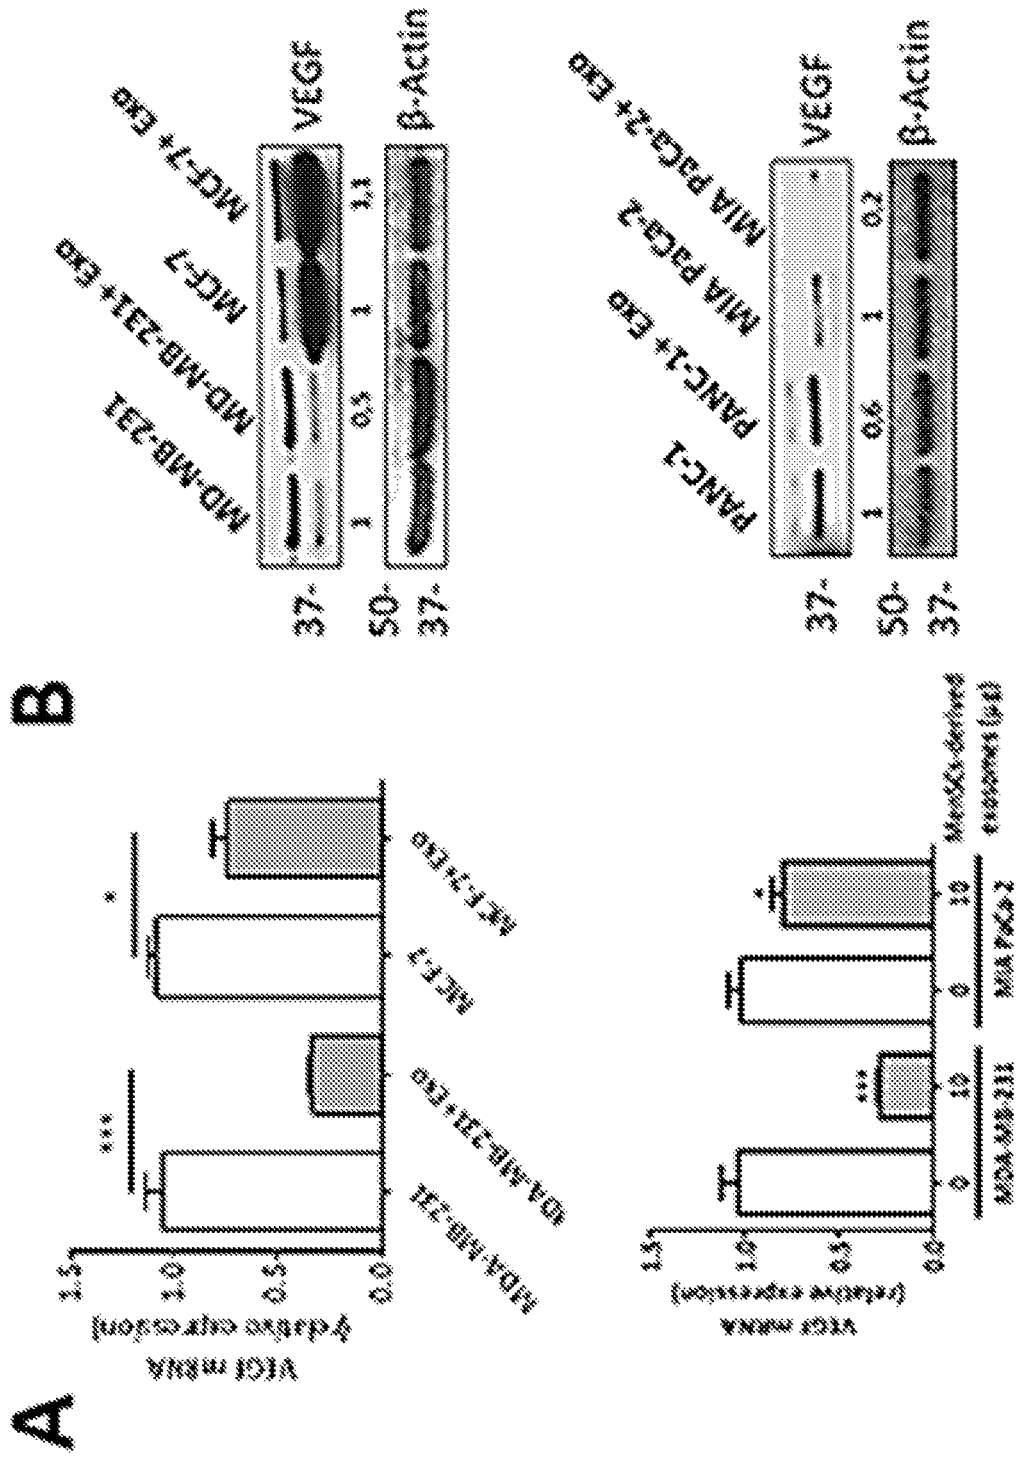 A
VEGF mRNA
(relative expression)
1.5
1.0
0.5
0.0
***
*
MDA-MB-231
IDA-MB-231+ Exo
MCF-7
MCF-7+ Exo
VEGF mRNA
(relative expression)
1.5
1.0
0.5
0.0
***
*
0
10
0
10
MenSCs-derived
exosomes (µg)
MDA-MB-231
MIA PaCa-2
B
MD-MB-231
MD-MB-231+ Exo
MCF-7
MCF-7+ Exo
37-
VEGF
1
0,5
1
1,1
50-
37-
β-Actin
PANC-1
PANC-1+ Exo
MIA PaCa-2
MIA PaCa-2+ Exo
37-
VEGF
1
0,6
1
0.2
50-
37-
β-Actin